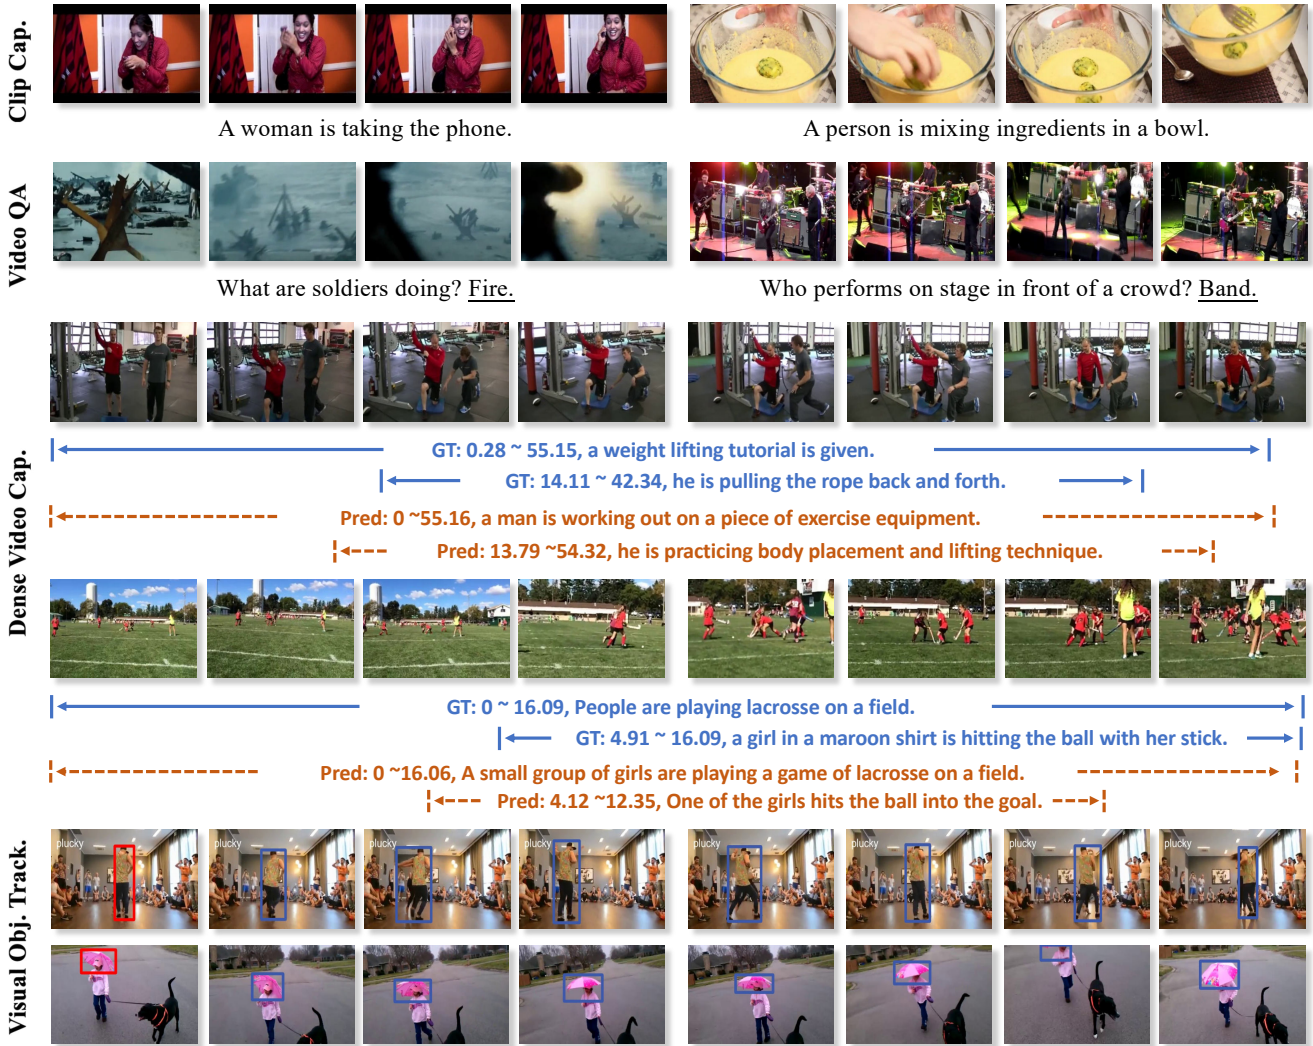 Clip Cap.
A woman is taking the phone.
A person is mixing ingredients in a bowl.
Video QA
What are soldiers doing? Fire.
Who performs on stage in front of a crowd? Band.
Dense Video Cap.
GT: 0.28 ~ 55.15, a weight lifting tutorial is given.
GT: 14.11 ~ 42.34, he is pulling the rope back and forth.
Pred: 0 ~55.16, a man is working out on a piece of exercise equipment.
Pred: 13.79 ~54.32, he is practicing body placement and lifting technique.
GT: 0 ~ 16.09, People are playing lacrosse on a field.
GT: 4.91 ~ 16.09, a girl in a maroon shirt is hitting the ball with her stick.
Pred: 0 ~16.06, A small group of girls are playing a game of lacrosse on a field.
Pred: 4.12 ~12.35, One of the girls hits the ball into the goal.
Visual Obj. Track.
plucky
plucky
plucky
plucky
plucky
plucky
plucky
plucky